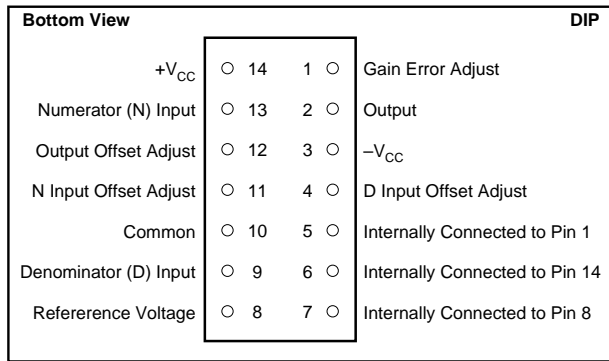 Bottom View DIP
+VCC 14 1 Gain Error Adjust
Numerator (N) Input 13 2 Output
Output Offset Adjust 12 3 –VCC
N Input Offset Adjust 11 4 D Input Offset Adjust
Common 10 5 Internally Connected to Pin 1
Denominator (D) Input 9 6 Internally Connected to Pin 14
Refererence Voltage 8 7 Internally Connected to Pin 8